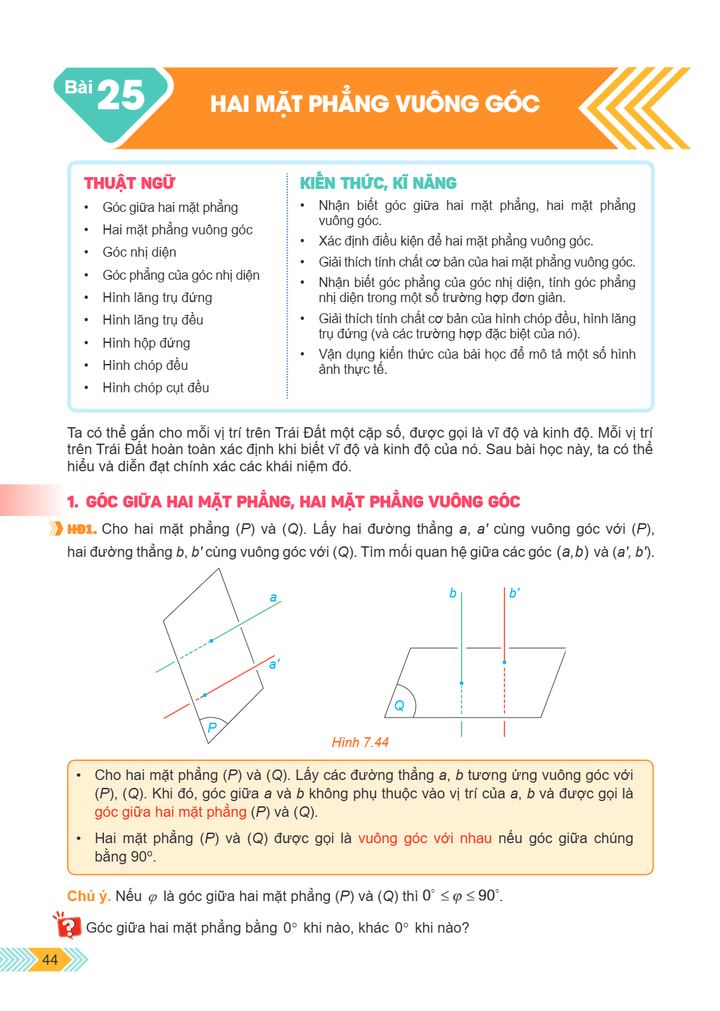 Bài 25
HAI MẶT PHẲNG VUÔNG GÓC
THUẬT NGỮ
• Góc giữa hai mặt phẳng
• Hai mặt phẳng vuông góc
• Góc nhị diện
• Góc phẳng của góc nhị diện
• Hình lăng trụ đứng
• Hình lăng trụ đều
• Hình hộp đứng
• Hình chóp đều
• Hình chóp cụt đều
KIẾN THỨC, KĨ NĂNG
• Nhận biết góc giữa hai mặt phẳng, hai mặt phẳng
vuông góc.
• Xác định điều kiện để hai mặt phẳng vuông góc.
• Giải thích tính chất cơ bản của hai mặt phẳng vuông góc.
• Nhận biết góc phẳng của góc nhị diện, tính góc phẳng
nhị diện trong một số trường hợp đơn giản.
• Giải thích tính chất cơ bản của hình chóp đều, hình lăng
trụ đứng (và các trường hợp đặc biệt của nó).
• Vận dụng kiến thức của bài học để mô tả một số hình
ảnh thực tế.
Ta có thể gắn cho mỗi vị trí trên Trái Đất một cặp số, được gọi là vĩ độ và kinh độ. Mỗi vị trí
trên Trái Đất hoàn toàn xác định khi biết vĩ độ và kinh độ của nó. Sau bài học này, ta có thể
hiểu và diễn đạt chính xác các khái niệm đó.
1. GÓC GIỮA HAI MẶT PHẲNG, HAI MẶT PHẲNG VUÔNG GÓC
HĐ1. Cho hai mặt phẳng (P) và (Q). Lấy hai đường thẳng a, a' cùng vuông góc với (P),
hai đường thẳng b, b' cùng vuông góc với (Q). Tìm mối quan hệ giữa các góc (a,b) và (a', b').
a
a'
P
b
b'
Q
Hình 7.44
• Cho hai mặt phẳng (P) và (Q). Lấy các đường thẳng a, b tương ứng vuông góc với
(P), (Q). Khi đó, góc giữa a và b không phụ thuộc vào vị trí của a, b và được gọi là
góc giữa hai mặt phẳng (P) và (Q).
• Hai mặt phẳng (P) và (Q) được gọi là vuông góc với nhau nếu góc giữa chúng
bằng 90º.
Chú ý. Nếu φ là góc giữa hai mặt phẳng (P) và (Q) thì 0° ≤ φ ≤ 90°.
? Góc giữa hai mặt phẳng bằng 0° khi nào, khác 0° khi nào?
44